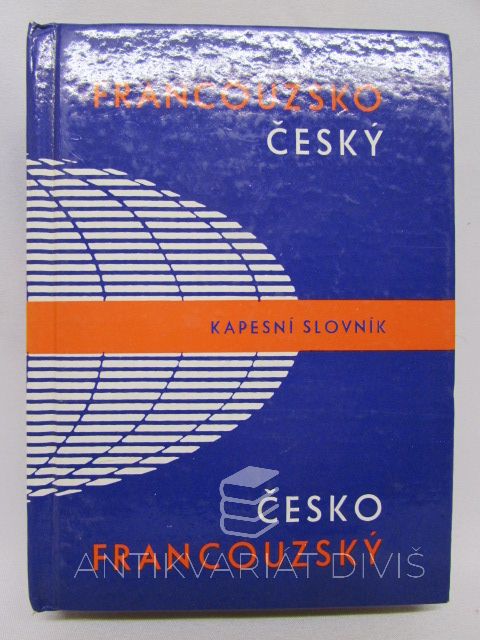 FRANCOUZSKO
ČESKÝ
KAPESNÍ SLOVNÍK
ČESKO
FRANCOUZSKÝ
ANTIKVARIÁT DIVIŠ